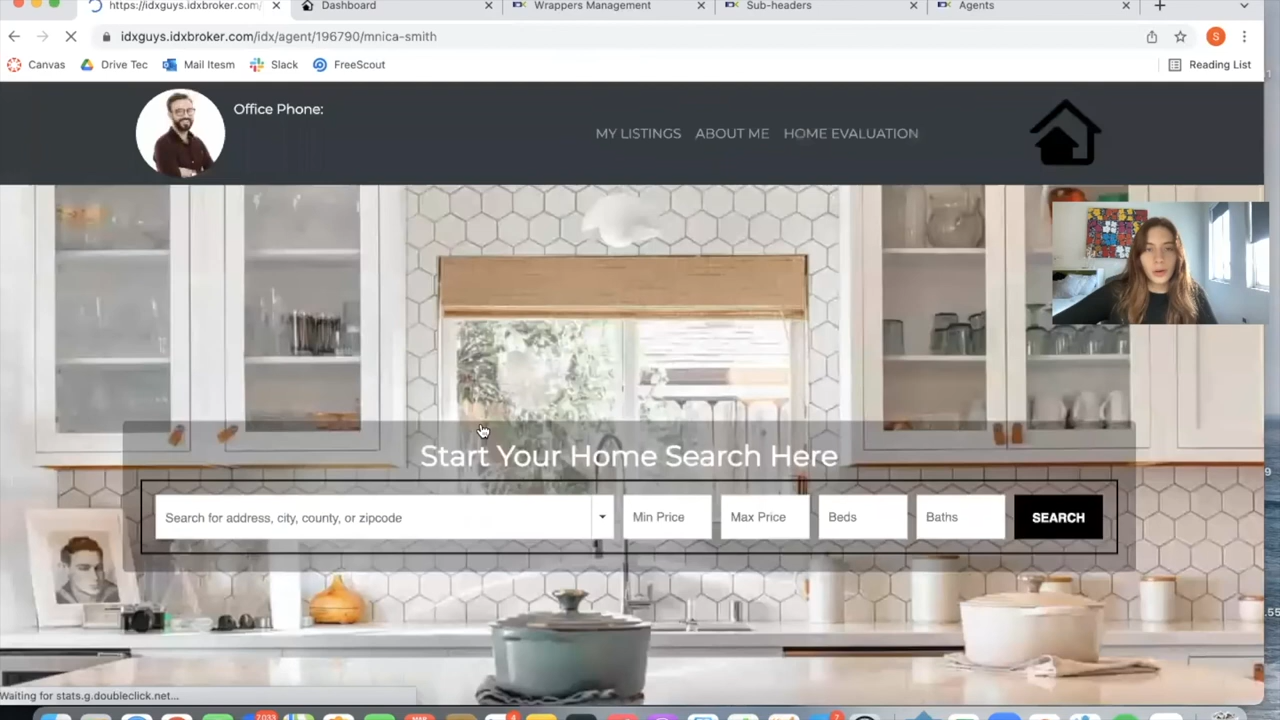 https://idxguys.idxbroker.com/
Dashboard
Wrappers Management
Sub-headers
Agents
idxguys.idxbroker.com/idx/agent/196790/mnica-smith
S
Canvas
Drive Tec
Mail Itesm
Slack
FreeScout
Reading List
Office Phone:
MY LISTINGS
ABOUT ME
HOME EVALUATION
Start Your Home Search Here
Search for address, city, county, or zipcode
Min Price
Max Price
Beds
Baths
SEARCH
Waiting for stats.g.doubleclick.net...
7,033